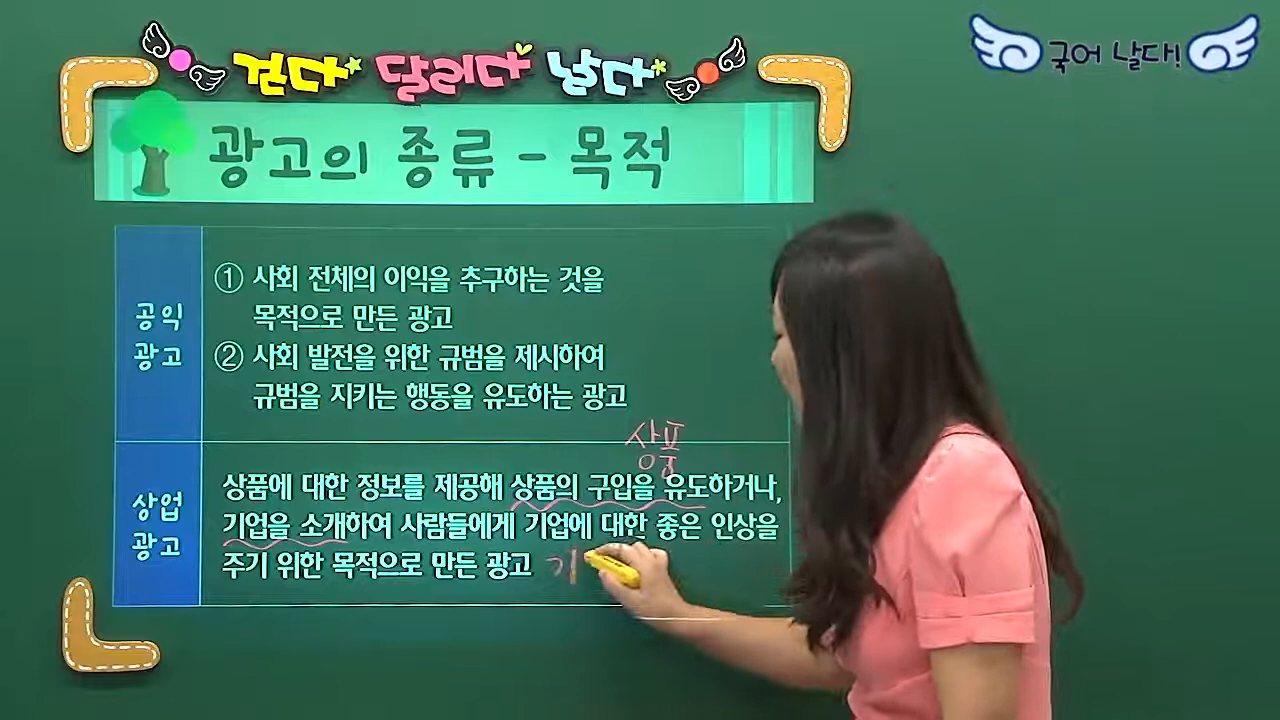 걷다 달리다 날다
국어 날다!
광고의 종류 - 목적
공익
광고
① 사회 전체의 이익을 추구하는 것을
목적으로 만든 광고
② 사회 발전을 위한 규범을 제시하여
규범을 지키는 행동을 유도하는 광고
상품
상업
광고
상품에 대한 정보를 제공해 상품의 구입을 유도하거나,
기업을 소개하여 사람들에게 기업에 대한 좋은 인상을
주기 위한 목적으로 만든 광고
기